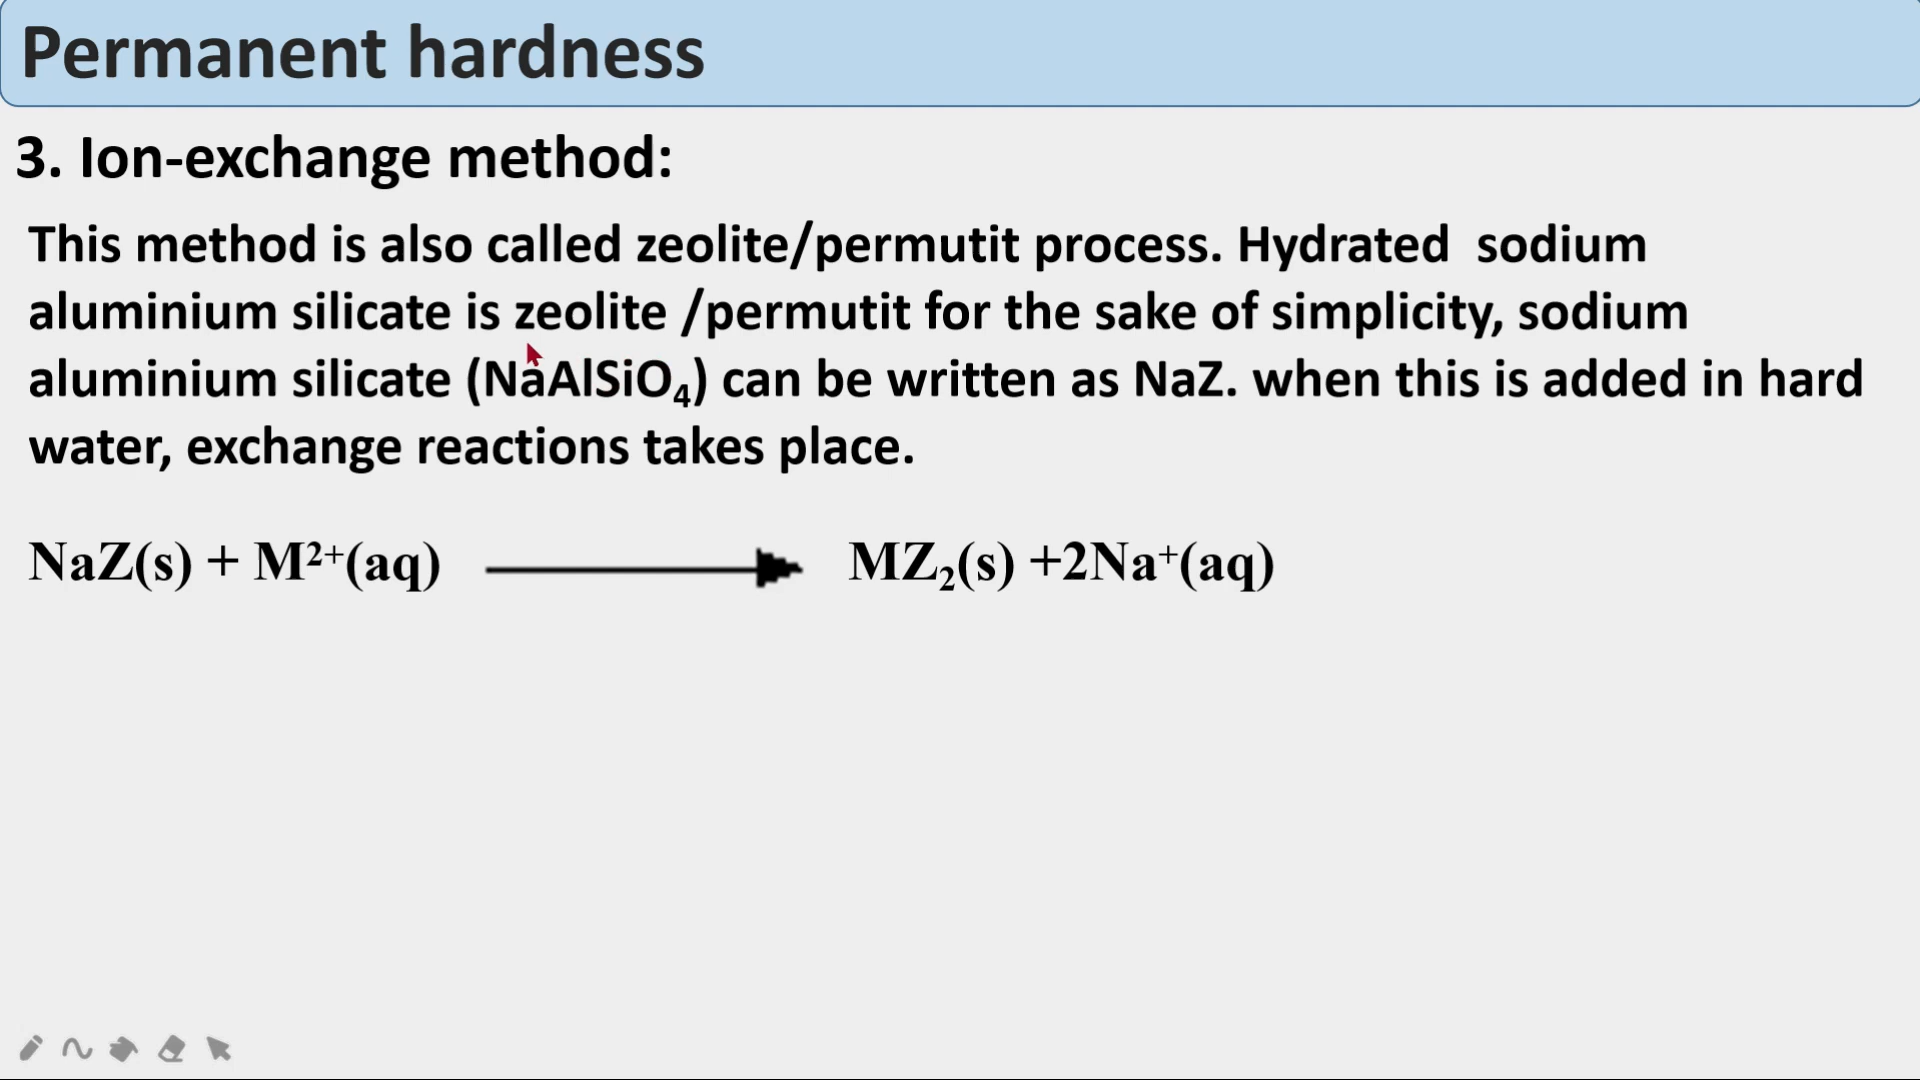 Permanent hardness
3. Ion-exchange method:
This method is also called zeolite/permutit process. Hydrated  sodium
aluminium silicate is zeolite /permutit for the sake of simplicity, sodium
aluminium silicate (NaAlSiO₄) can be written as NaZ. when this is added in hard
water, exchange reactions takes place.
NaZ(s) + M²⁺(aq) ⟶ MZ₂(s) +2Na⁺(aq)